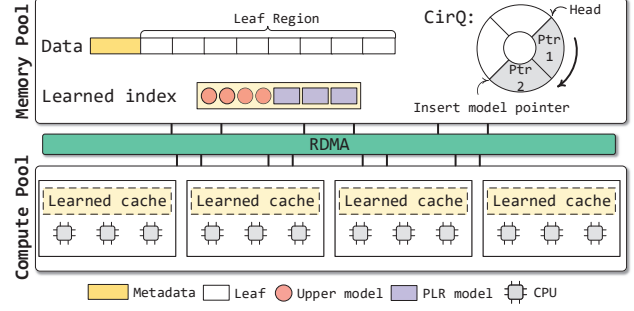 Memory Pool
Leaf Region
Data
Learned index
CirQ:
Head
Ptr
1
Ptr
2
Insert model pointer
RDMA
Compute Pool
Learned cache
Learned cache
Learned cache
Learned cache
Metadata
Leaf
Upper model
PLR model
CPU